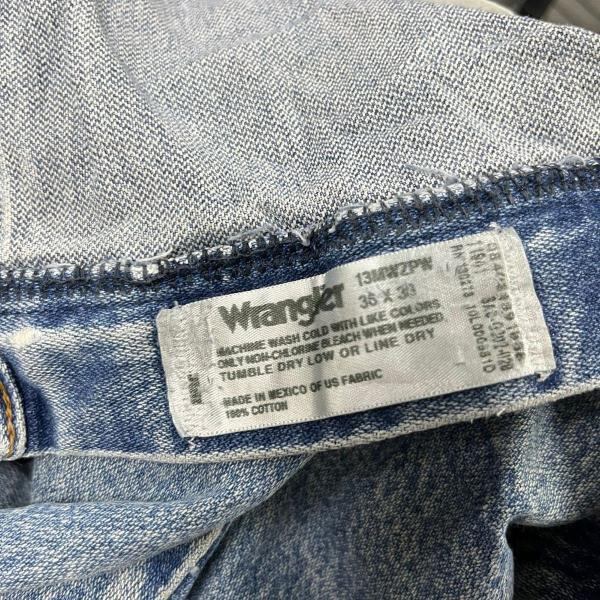 Wrangler
13MWZPW
36 X 30
MACHINE WASH COLD WITH LIKE COLORS
ONLY NON-CHLORINE BLEACH WHEN NEEDED
TUMBLE DRY LOW OR LINE DRY
MADE IN MEXICO OF US FABRIC
100% COTTON